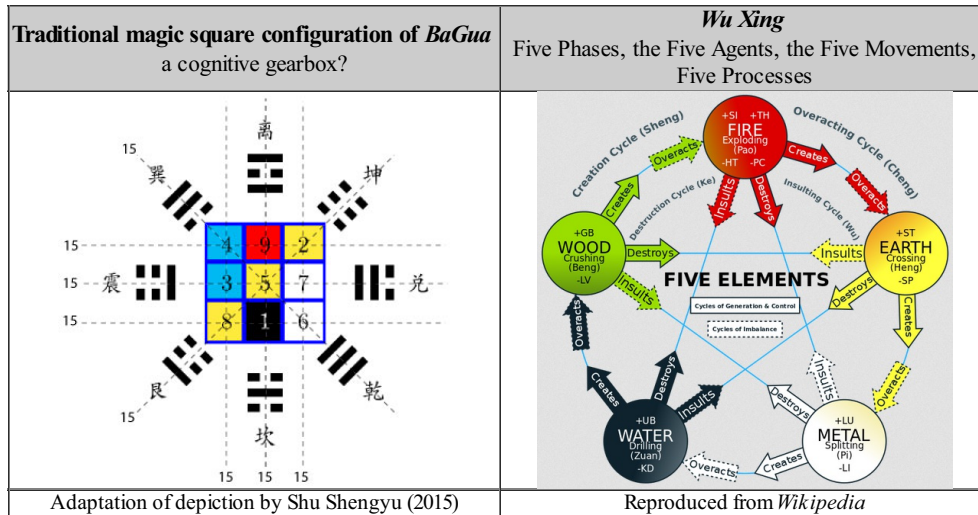 Traditional magic square configuration of BaGua
a cognitive gearbox?
Wu Xing
Five Phases, the Five Agents, the Five Movements,
Five Processes
离
15
巽
坤
15
4 9 2
15
震
3 5 7
兑
15
8 1 6
15
艮
乾
15
坎
15 15 15
Creation Cycle (Sheng)
Overacting Cycle (Cheng)
Destruction Cycle (Ke)
Insulting Cycle (Wu)
+SI +TH
FIRE
Exploding
(Pao)
-HT -PC
Creates
Overacts
Insults
Destroys
+ST
EARTH
Crossing
(Heng)
-SP
Insults
Destroys
Creates
Overacts
+LU
METAL
Splitting
(Pi)
-LI
Insults
Destroys
Creates
Overacts
+UB
WATER
Drilling
(Zuan)
-KD
Creates
Overacts
Destroys
Insults
+GB
WOOD
Crushing
(Beng)
-LV
Creates
Overacts
Destroys
Insults
FIVE ELEMENTS
Cycles of Generation & Control
Cycles of Imbalance
Adaptation of depiction by Shu Shengyu (2015)
Reproduced from Wikipedia